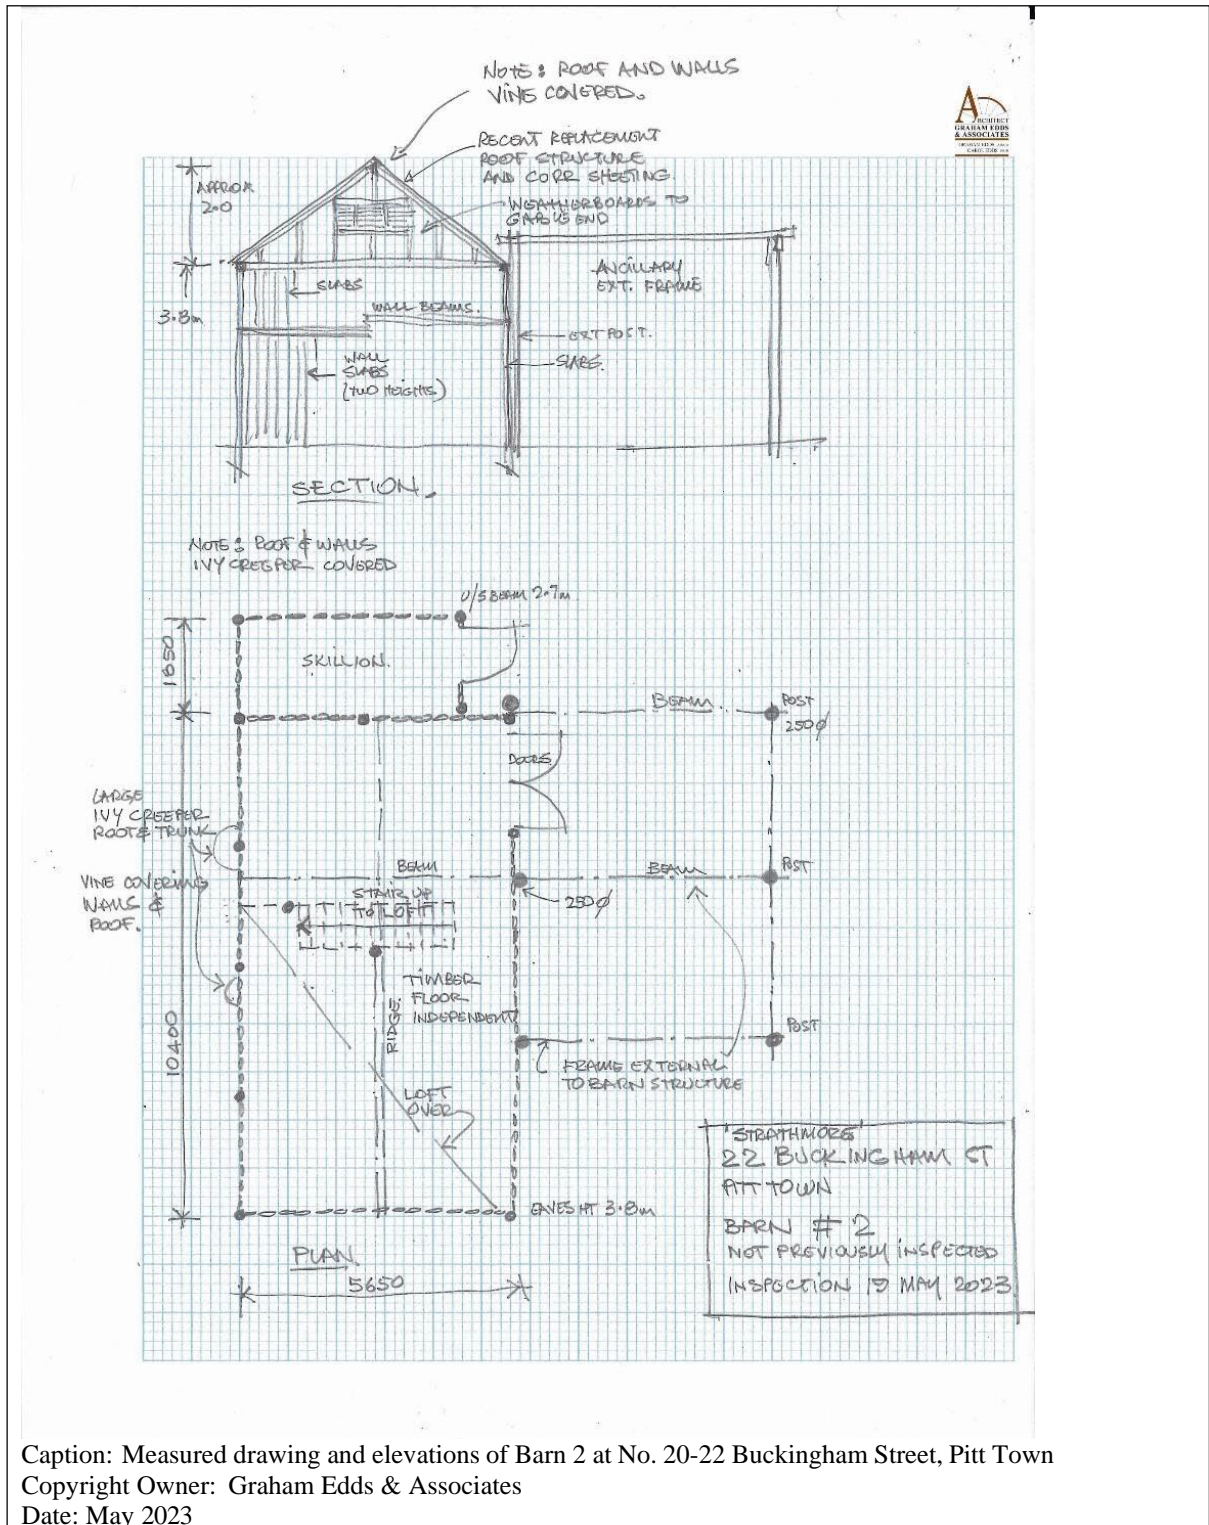 NOTE: ROOF AND WALLS
VINE COVERED.
ARCHITECT
GRAHAM EDDS
& ASSOCIATES
RECENT REPLACEMENT
ROOF STRUCTURE
AND CORR SHEETING.
APPROX
2.0
WEATHERBOARDS TO
GABLE END
ANCILLARY
EXT. FRAME
SLABS
WALL BEAMS.
3.8m
EXT POST.
SLABS.
WALL
SLABS
(TWO HEIGHTS)
SECTION.
NOTE: ROOF & WALLS
IVY CREEPER COVERED
U/S BEAM 2.7m
1850
SKILLION.
BEAM.
POST
250⌀
DOORS
LARGE
IVY CREEPER
ROOT & TRUNK
BEAM
BEAM
POST
VINE COVERING
WALLS &
ROOF.
STAIR UP
TO LOFT
250⌀
TIMBER
FLOOR
INDEPENDENT
RIDGE.
POST
10400
FRAME EXTERNAL
TO BARN STRUCTURE
LOFT
OVER
'STRATHMORE'
22 BUCKINGHAM ST
PITT TOWN
BARN # 2
NOT PREVIOUSLY INSPECTED
INSPECTION 19 MAY 2023
EAVES HT 3.8m
PLAN
5650
Caption: Measured drawing and elevations of Barn 2 at No. 20-22 Buckingham Street, Pitt Town
Copyright Owner: Graham Edds & Associates
Date: May 2023